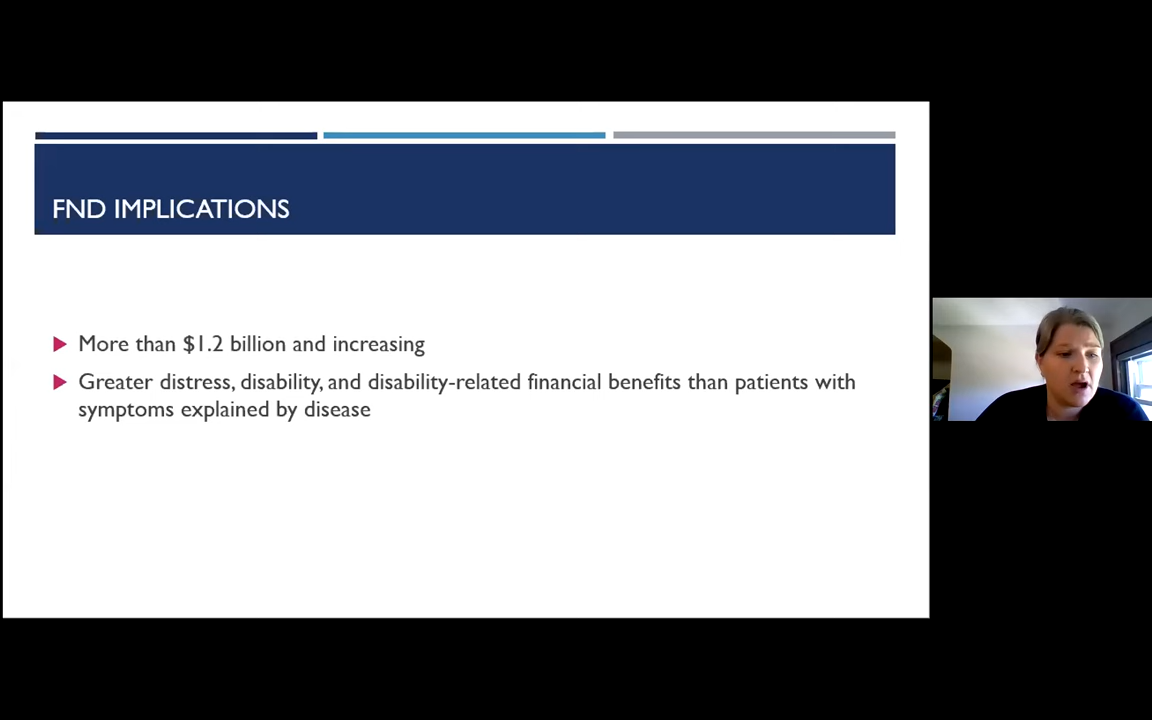 FND IMPLICATIONS
More than $1.2 billion and increasing
Greater distress, disability, and disability-related financial benefits than patients with
symptoms explained by disease